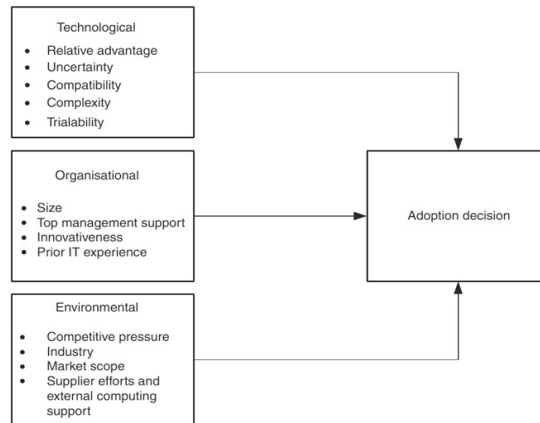 Technological
• Relative advantage
• Uncertainty
• Compatibility
• Complexity
• Trialability
Organisational
• Size
• Top management support
• Innovativeness
• Prior IT experience
Adoption decision
Environmental
• Competitive pressure
• Industry
• Market scope
• Supplier efforts and
external computing
support